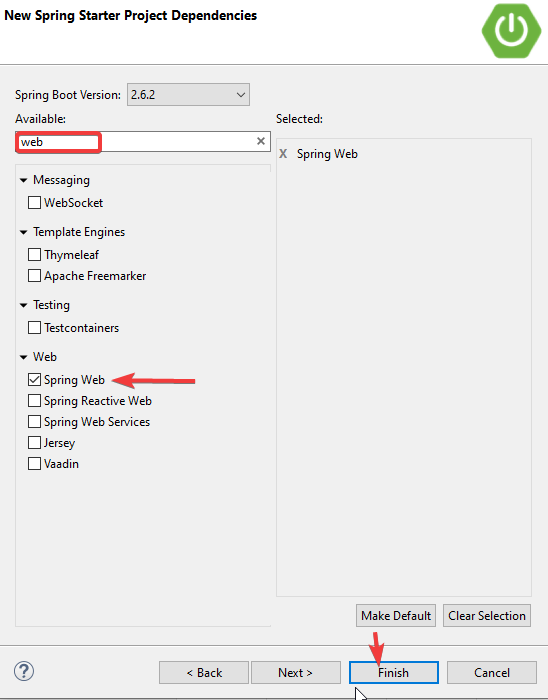 New Spring Starter Project Dependencies
Spring Boot Version: 2.6.2
Available:
Selected:
web
X Spring Web
Messaging
WebSocket
Template Engines
Thymeleaf
Apache Freemarker
Testing
Testcontainers
Web
Spring Web
Spring Reactive Web
Spring Web Services
Jersey
Vaadin
Make Default
Clear Selection
?
< Back
Next >
Finish
Cancel